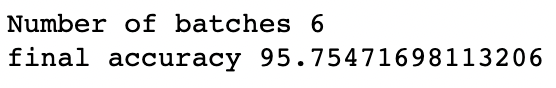 Number of batches 6
final accuracy 95.75471698113206